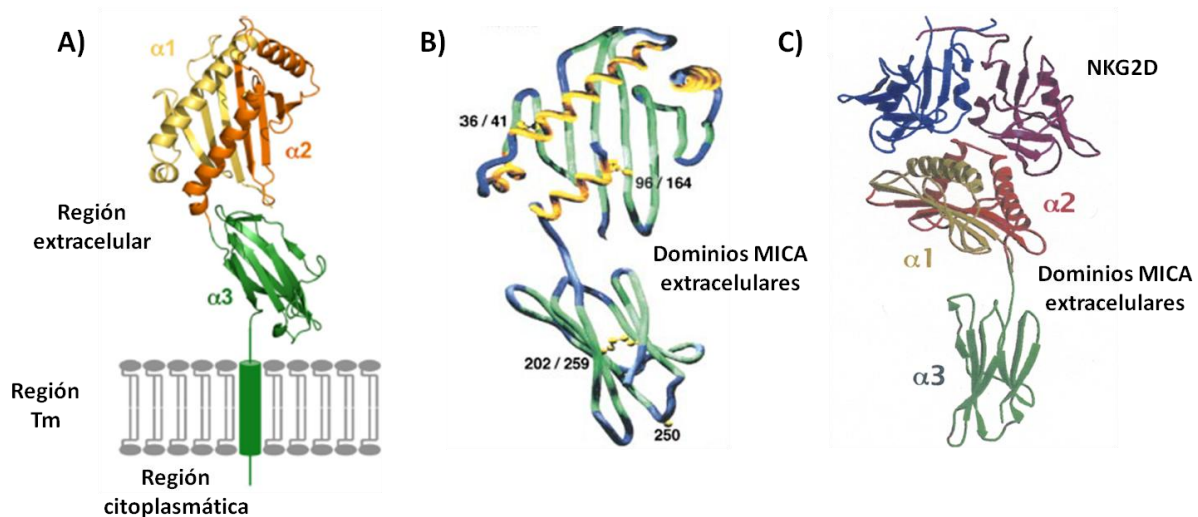 A)
α1
α2
Región
extracelular
α3
Región
Tm
Región
citoplasmática
B)
36 / 41
96 / 164
Dominios MICA
extracelulares
202 / 259
250
C)
NKG2D
α2
α1
Dominios MICA
extracelulares
α3